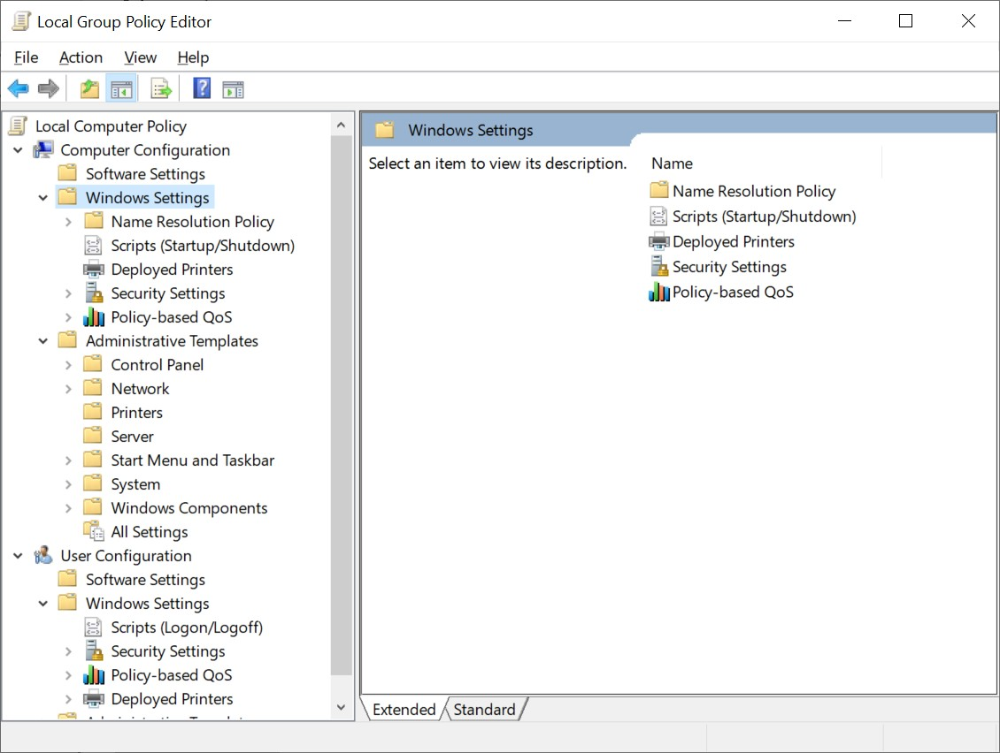 Local Group Policy Editor
File Action View Help
Local Computer Policy
Computer Configuration
Software Settings
Windows Settings
Name Resolution Policy
Scripts (Startup/Shutdown)
Deployed Printers
Security Settings
Policy-based QoS
Administrative Templates
Control Panel
Network
Printers
Server
Start Menu and Taskbar
System
Windows Components
All Settings
User Configuration
Software Settings
Windows Settings
Scripts (Logon/Logoff)
Security Settings
Policy-based QoS
Deployed Printers
Windows Settings
Select an item to view its description.
Name
Name Resolution Policy
Scripts (Startup/Shutdown)
Deployed Printers
Security Settings
Policy-based QoS
Extended Standard